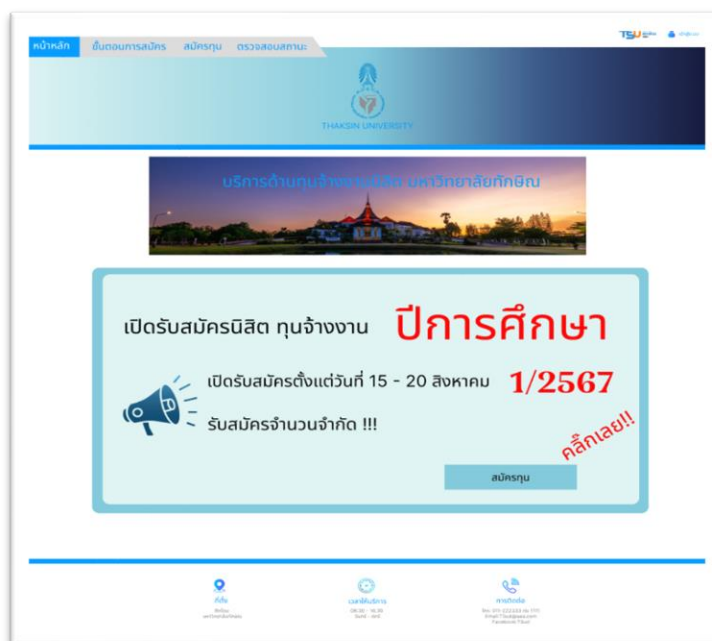 หน้าหลัก ขั้นตอนการสมัคร สมัครทุน ตรวจสอบสถานะ
TSU
THAKSIN UNIVERSITY
บริการด้านทุนจ้างงานนิสิต มหาวิทยาลัยทักษิณ
เปิดรับสมัครนิสิต ทุนจ้างงาน ปีการศึกษา
เปิดรับสมัครตั้งแต่วันที่ 15 - 20 สิงหาคม 1/2567
รับสมัครจำนวนจำกัด !!!
คลิ๊กเลย!!
สมัครทุน
ที่ตั้ง เวลาให้บริการ การติดต่อ